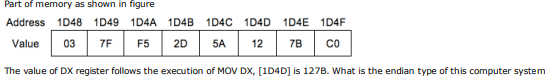 Part of memory as shown in figure
Address 1D48 1D49 1D4A 1D4B 1D4C 1D4D 1D4E 1D4F
Value 03 7F F5 2D 5A 12 7B C0
The value of DX register follows the execution of MOV DX, [1D4D] is 127B. What is the endian type of this computer system